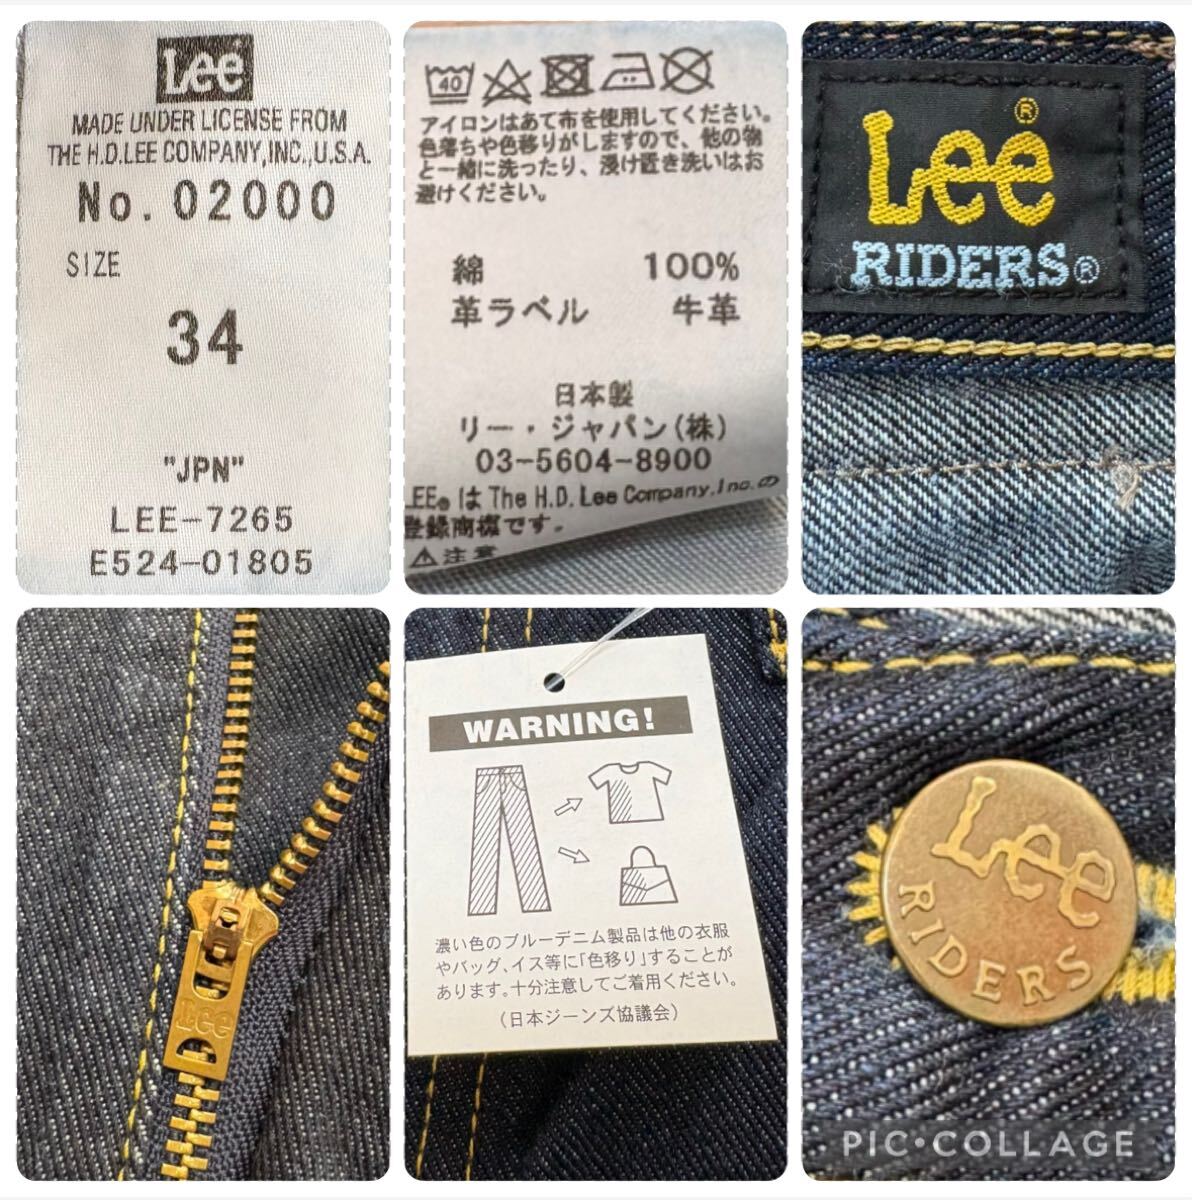 Lee
MADE UNDER LICENSE FROM
THE H.D.LEE COMPANY,INC.,U.S.A.
No. 02000
SIZE
34
"JPN"
LEE-7265
E524-01805
40
アイロンはあて布を使用してください。
色落ちや色移りがしますので、他の物
と一緒に洗ったり、浸け置き洗いはお
避けください。
綿 100%
革ラベル 牛革
日本製
リー・ジャパン(株)
03-5604-8900
LEE®は The H.D. Lee Company,Inc.の
登録商標です。
⚠注意
Lee®
RIDERS®
Lee
WARNING!
濃い色のブルーデニム製品は他の衣服
やバッグ、イス等に「色移り」することが
あります。十分注意してご着用ください。
(日本ジーンズ協議会)
Lee
RIDERS
PIC•COLLAGE